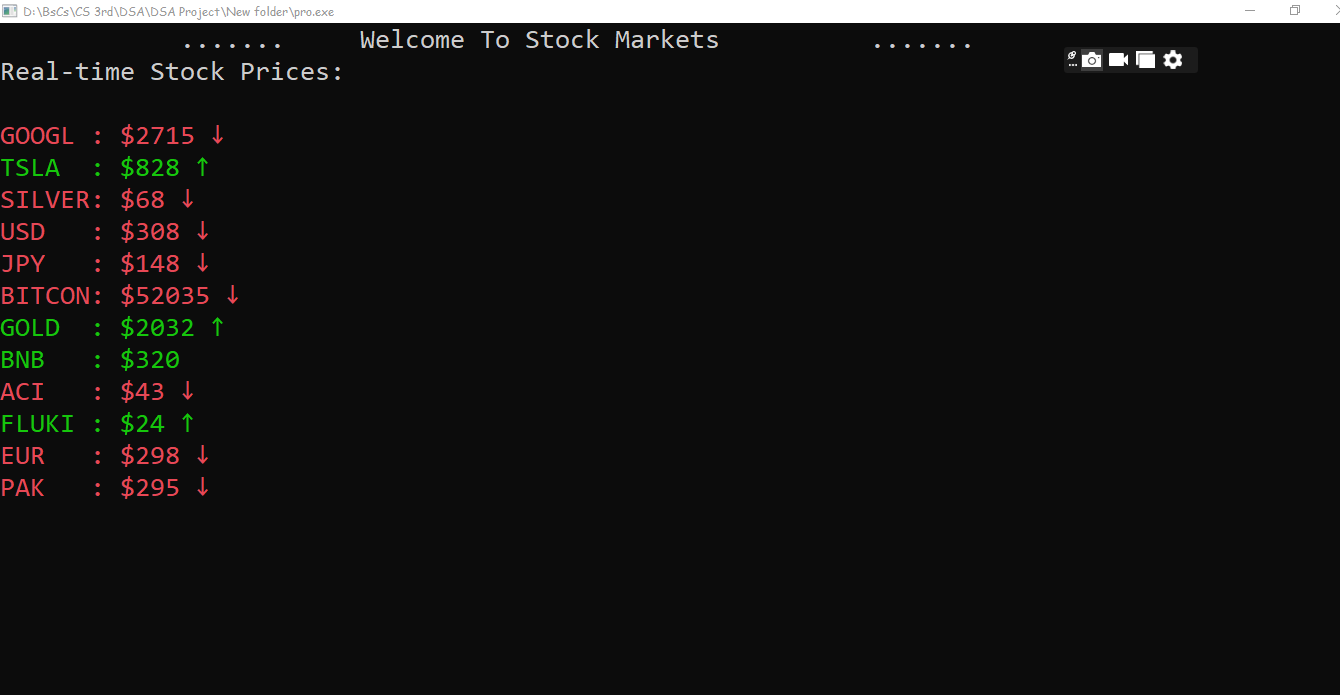 D:\BsCs\CS 3rd\DSA\DSA Project\New folder\pro.exe
....... Welcome To Stock Markets .......
Real-time Stock Prices:
GOOGL : $2715 ↓
TSLA  : $828 ↑
SILVER: $68 ↓
USD   : $308 ↓
JPY   : $148 ↓
BITCON: $52035 ↓
GOLD  : $2032 ↑
BNB   : $320
ACI   : $43 ↓
FLUKI : $24 ↑
EUR   : $298 ↓
PAK   : $295 ↓